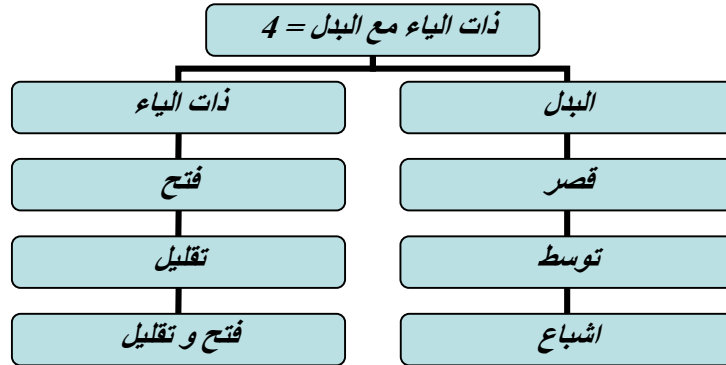 ذات الياء مع البدل = 4
البدل
ذات الياء
قصر
فتح
توسط
تقليل
اشباع
فتح و تقليل